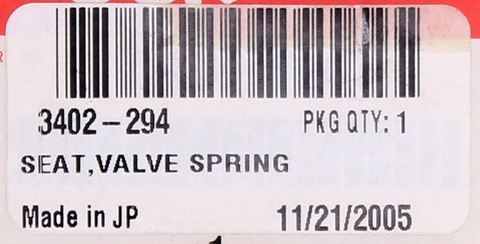 3402-294 PKG QTY: 1
SEAT,VALVE SPRING
Made in JP 11/21/2005